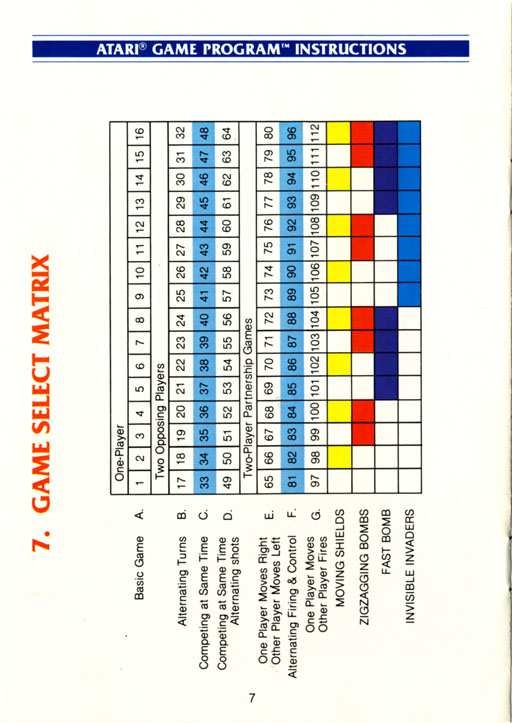 ATARI® GAME PROGRAM™ INSTRUCTIONS
7. GAME SELECT MATRIX
One-Player
Basic Game A. 1 2 3 4 5 6 7 8 9 10 11 12 13 14 15 16
Two Opposing Players
Alternating Turns B. 17 18 19 20 21 22 23 24 25 26 27 28 29 30 31 32
Competing at Same Time C. 33 34 35 36 37 38 39 40 41 42 43 44 45 46 47 48
Competing at Same Time D. 49 50 51 52 53 54 55 56 57 58 59 60 61 62 63 64
Alternating shots
Two-Player Partnership Games
One Player Moves Right E. 65 66 67 68 69 70 71 72 73 74 75 76 77 78 79 80
Other Player Moves Left
Alternating Firing & Control F. 81 82 83 84 85 86 87 88 89 90 91 92 93 94 95 96
One Player Moves G. 97 98 99 100 101 102 103 104 105 106 107 108 109 110 111 112
Other Player Fires
MOVING SHIELDS
ZIGZAGGING BOMBS
FAST BOMB
INVISIBLE INVADERS
7